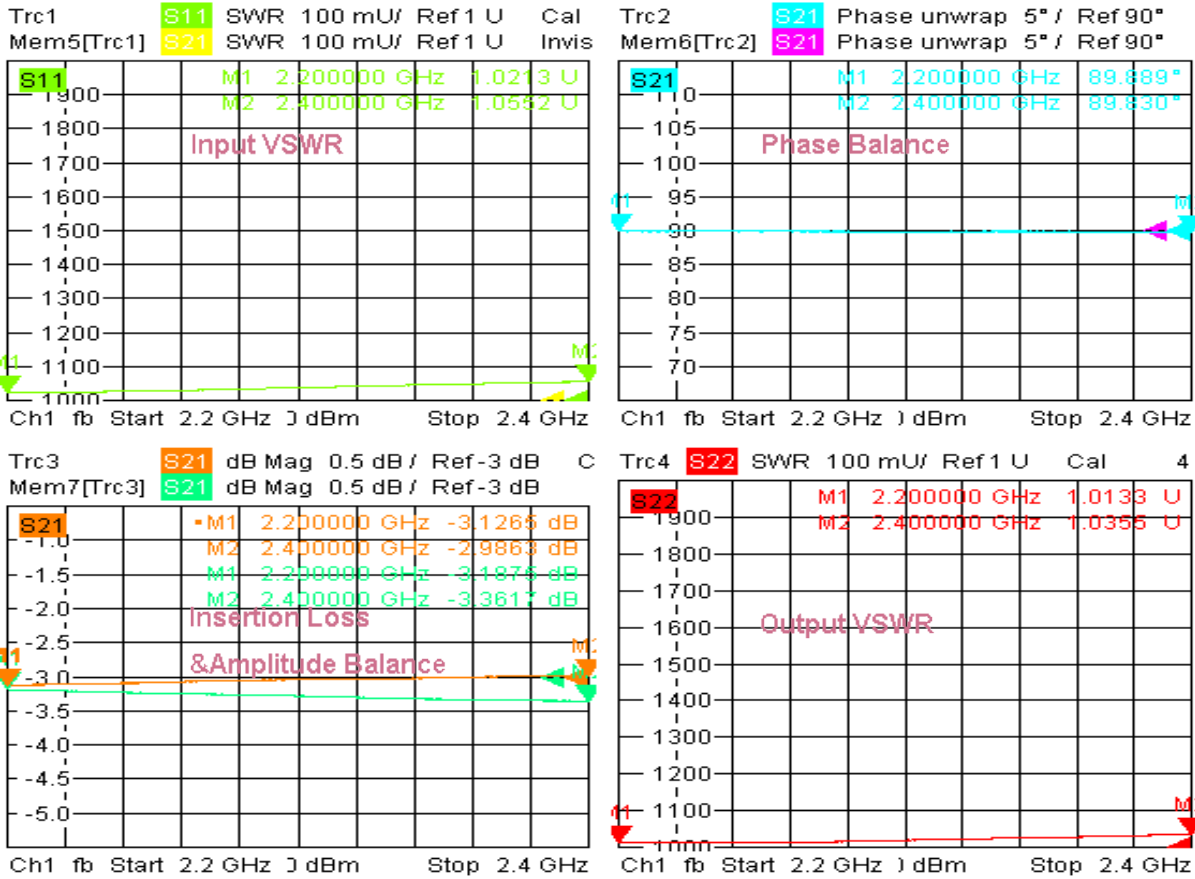 Trc1 S11 SWR 100 mU/ Ref 1 U Cal
Mem5[Trc1] S21 SWR 100 mU/ Ref 1 U Invis
S11
M1 2.200000 GHz 1.0213 U
M2 2.400000 GHz 1.0552 U
Input VSWR
1900
1800
1700
1600
1500
1400
1300
1200
1100
1000
M1
Ch1 fb Start 2.2 GHz dBm Stop 2.4 GHz
Trc2 S21 Phase unwrap 5°/ Ref 90°
Mem6[Trc2] S21 Phase unwrap 5°/ Ref 90°
S21
M1 2.200000 GHz 89.889°
M2 2.400000 GHz 89.830°
Phase Balance
105
100
95
90
85
80
75
70
Ch1 fb Start 2.2 GHz dBm Stop 2.4 GHz
Trc3 S21 dB Mag 0.5 dB/ Ref -3 dB C
Mem7[Trc3] S21 dB Mag 0.5 dB/ Ref -3 dB
S21
•M1 2.200000 GHz -3.1265 dB
M2 2.400000 GHz -2.9863 dB
M1 2.200000 GHz -3.1875 dB
M2 2.400000 GHz -3.3617 dB
Insertion Loss
&Amplitude Balance
-1.0
-1.5
-2.0
-2.5
-3.0
-3.5
-4.0
-4.5
-5.0
Ch1 fb Start 2.2 GHz dBm Stop 2.4 GHz
Trc4 S22 SWR 100 mU/ Ref 1 U Cal 4
S22
M1 2.200000 GHz 1.0133 U
M2 2.400000 GHz 1.0355 U
Output VSWR
1900
1800
1700
1600
1500
1400
1300
1200
1100
1000
Ch1 fb Start 2.2 GHz dBm Stop 2.4 GHz